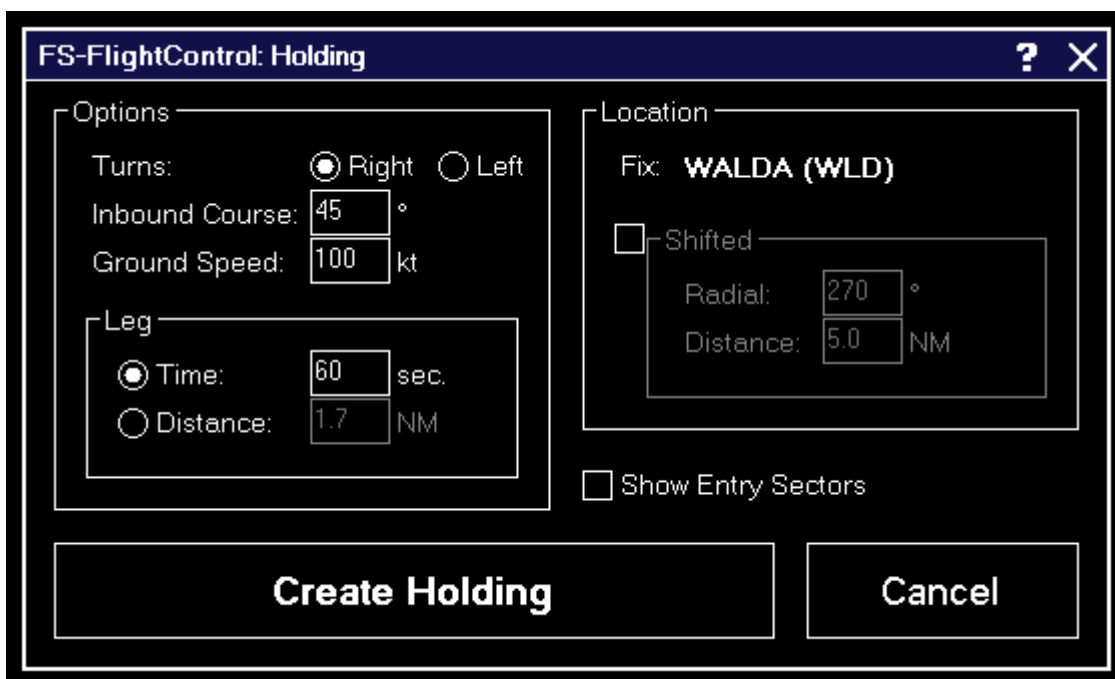 FS-FlightControl: Holding ? X
Options
Turns: Right Left
Inbound Course: 45 °
Ground Speed: 100 kt
Leg
Time: 60 sec.
Distance: 1.7 NM
Location
Fix: WALDA (WLD)
Shifted
Radial: 270 °
Distance: 5.0 NM
Show Entry Sectors
Create Holding
Cancel